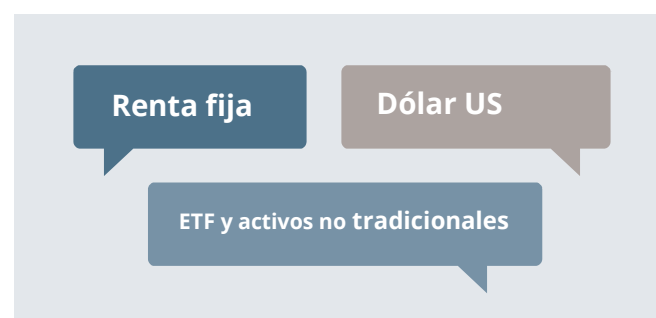 Renta fija
Dólar US
ETF y activos no tradicionales